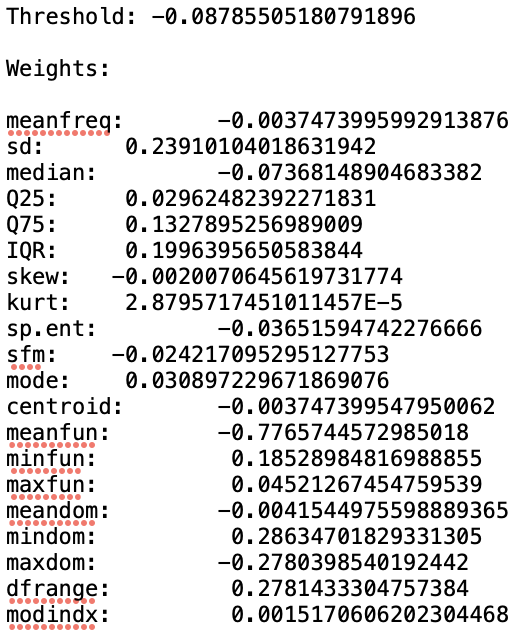 Threshold: -0.08785505180791896
Weights:
meanfreq: -0.0037473995992913876
sd: 0.23910104018631942
median: -0.07368148904683382
Q25: 0.02962482392271831
Q75: 0.1327895256989009
IQR: 0.1996395650583844
skew: -0.0020070645619731774
kurt: 2.8795717451011457E-5
sp.ent: -0.03651594742276666
sfm: -0.024217095295127753
mode: 0.030897229671869076
centroid: -0.003747399547950062
meanfun: -0.7765744572985018
minfun: 0.18528984816988855
maxfun: 0.04521267454759539
meandom: -0.0041544975598889365
mindom: 0.28634701829331305
maxdom: -0.2780398540192442
dfrange: 0.2781433304757384
modindx: 0.0015170606202304468